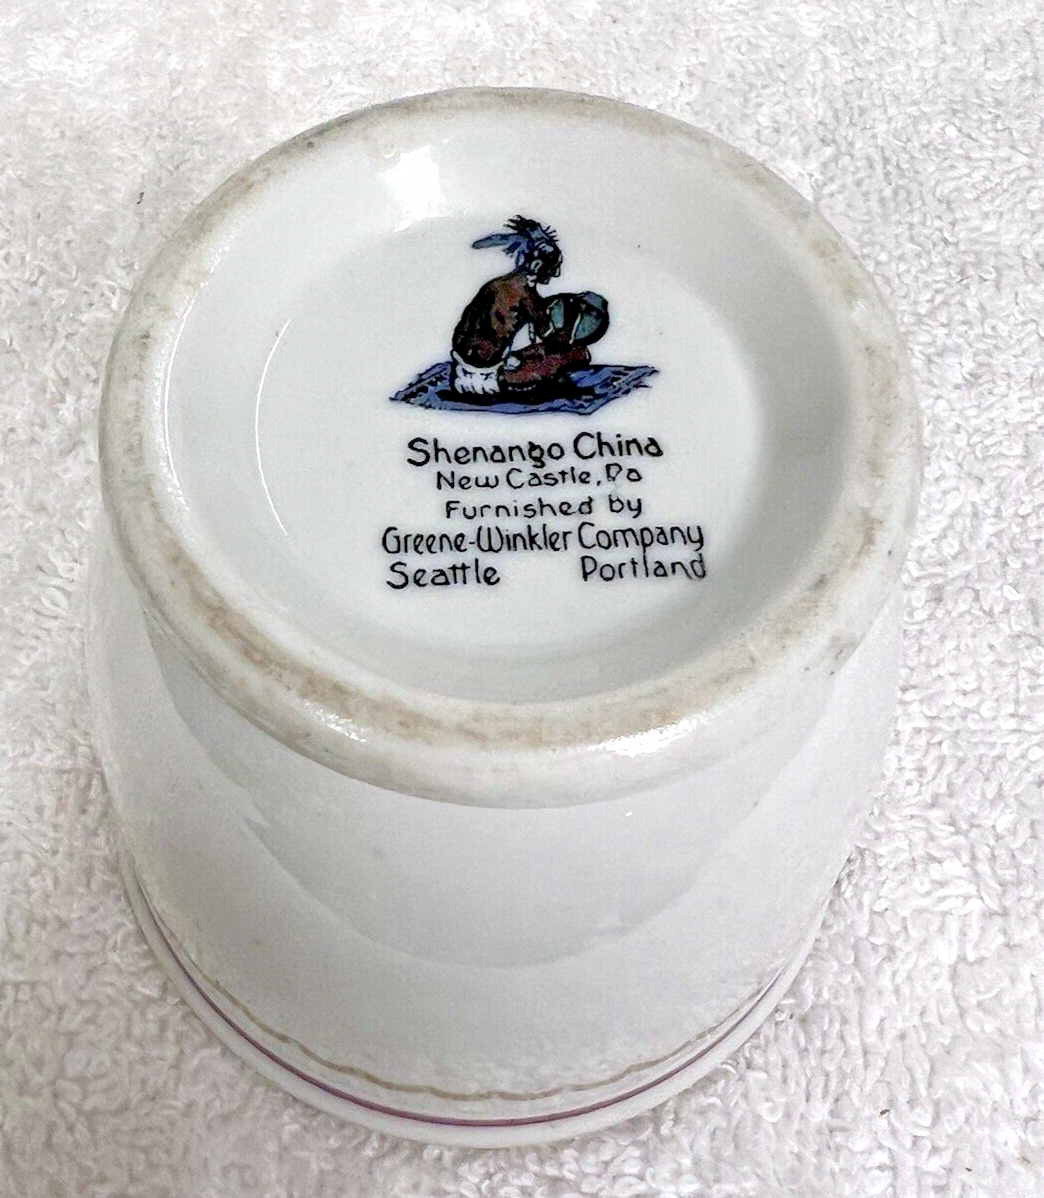 Shenango China
New Castle, Pa
Furnished by
Greene-Winkler Company
Seattle Portland